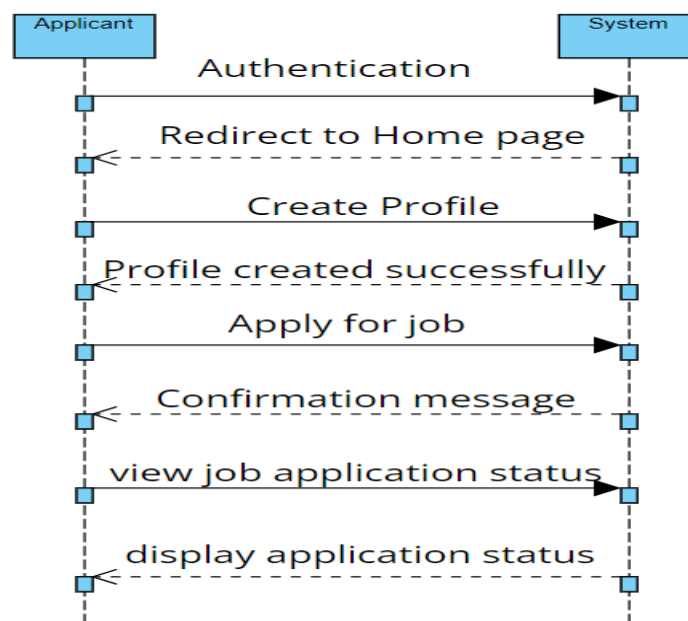 Applicant
System
Authentication
Redirect to Home page
Create Profile
Profile created successfully
Apply for job
Confirmation message
view job application status
display application status